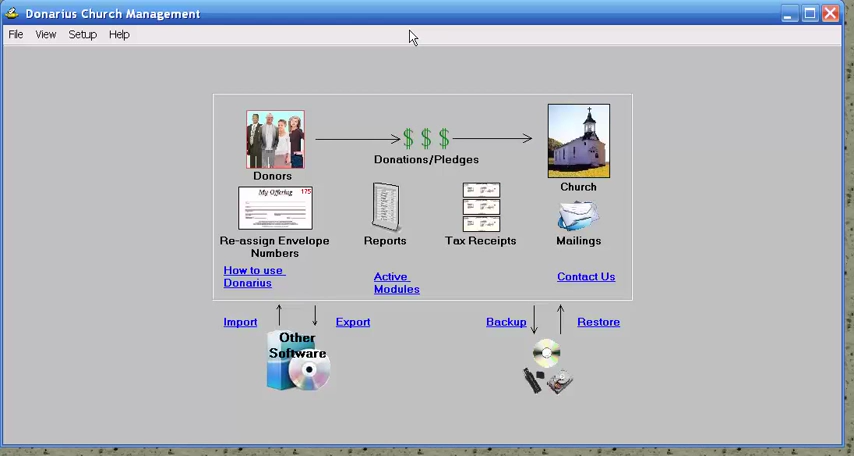 Donarius Church Management
File View Setup Help
$ $ $
Donations/Pledges
Donors
Church
My Offering 175
Re-assign Envelope
Numbers
Reports
Tax Receipts
Mailings
How to use
Donarius
Active
Modules
Contact Us
Import
Export
Backup
Restore
Other
Software